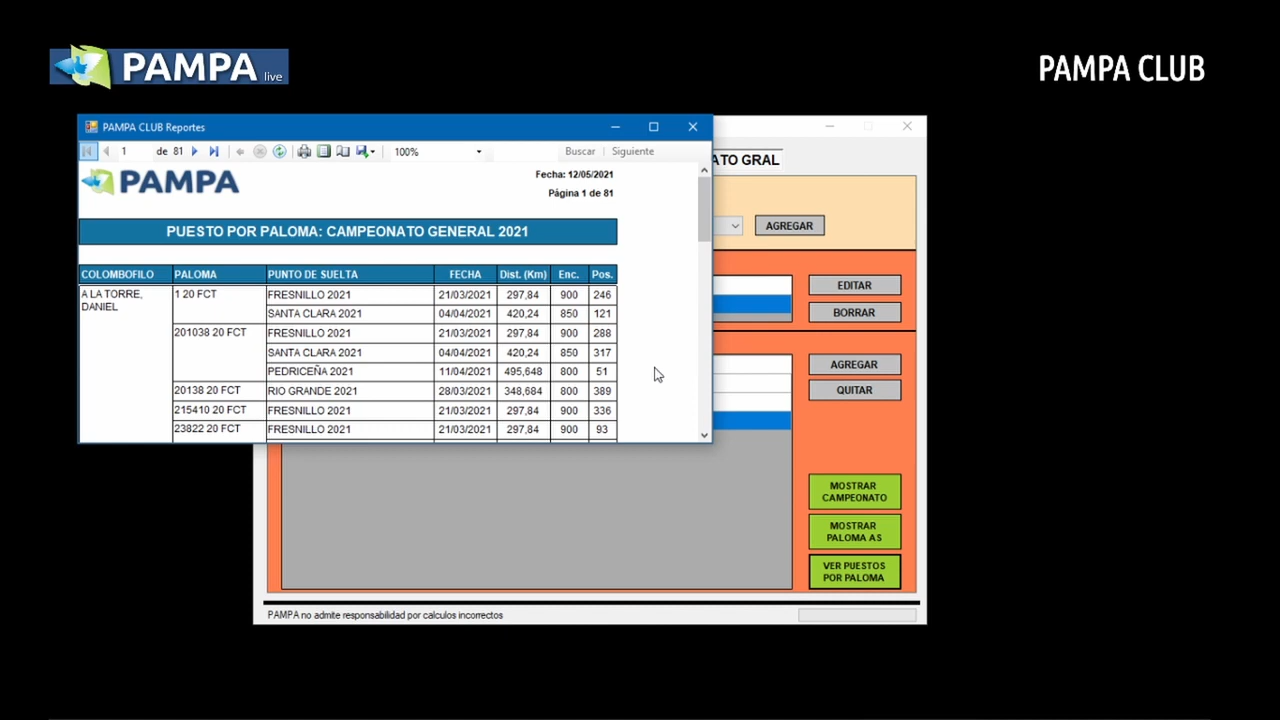 PAMPA live
PAMPA CLUB
PAMPA CLUB Reportes
1 de 81 100% Buscar | Siguiente
PAMPA
Fecha: 12/05/2021
Página 1 de 81
PUESTO POR PALOMA: CAMPEONATO GENERAL 2021
COLOMBOFILO PALOMA PUNTO DE SUELTA FECHA Dist. (Km) Enc. Pos.
A LA TORRE, DANIEL 1 20 FCT FRESNILLO 2021 21/03/2021 297,84 900 246
SANTA CLARA 2021 04/04/2021 420,24 850 121
201038 20 FCT FRESNILLO 2021 21/03/2021 297,84 900 288
SANTA CLARA 2021 04/04/2021 420,24 850 317
PEDRICEÑA 2021 11/04/2021 495,648 800 51
20138 20 FCT RIO GRANDE 2021 28/03/2021 348,684 800 389
215410 20 FCT FRESNILLO 2021 21/03/2021 297,84 900 336
23822 20 FCT FRESNILLO 2021 21/03/2021 297,84 900 93
ATO GRAL
AGREGAR
EDITAR
BORRAR
AGREGAR
QUITAR
MOSTRAR
CAMPEONATO
MOSTRAR
PALOMA AS
VER PUESTOS
POR PALOMA
PAMPA no admite responsabilidad por calculos incorrectos